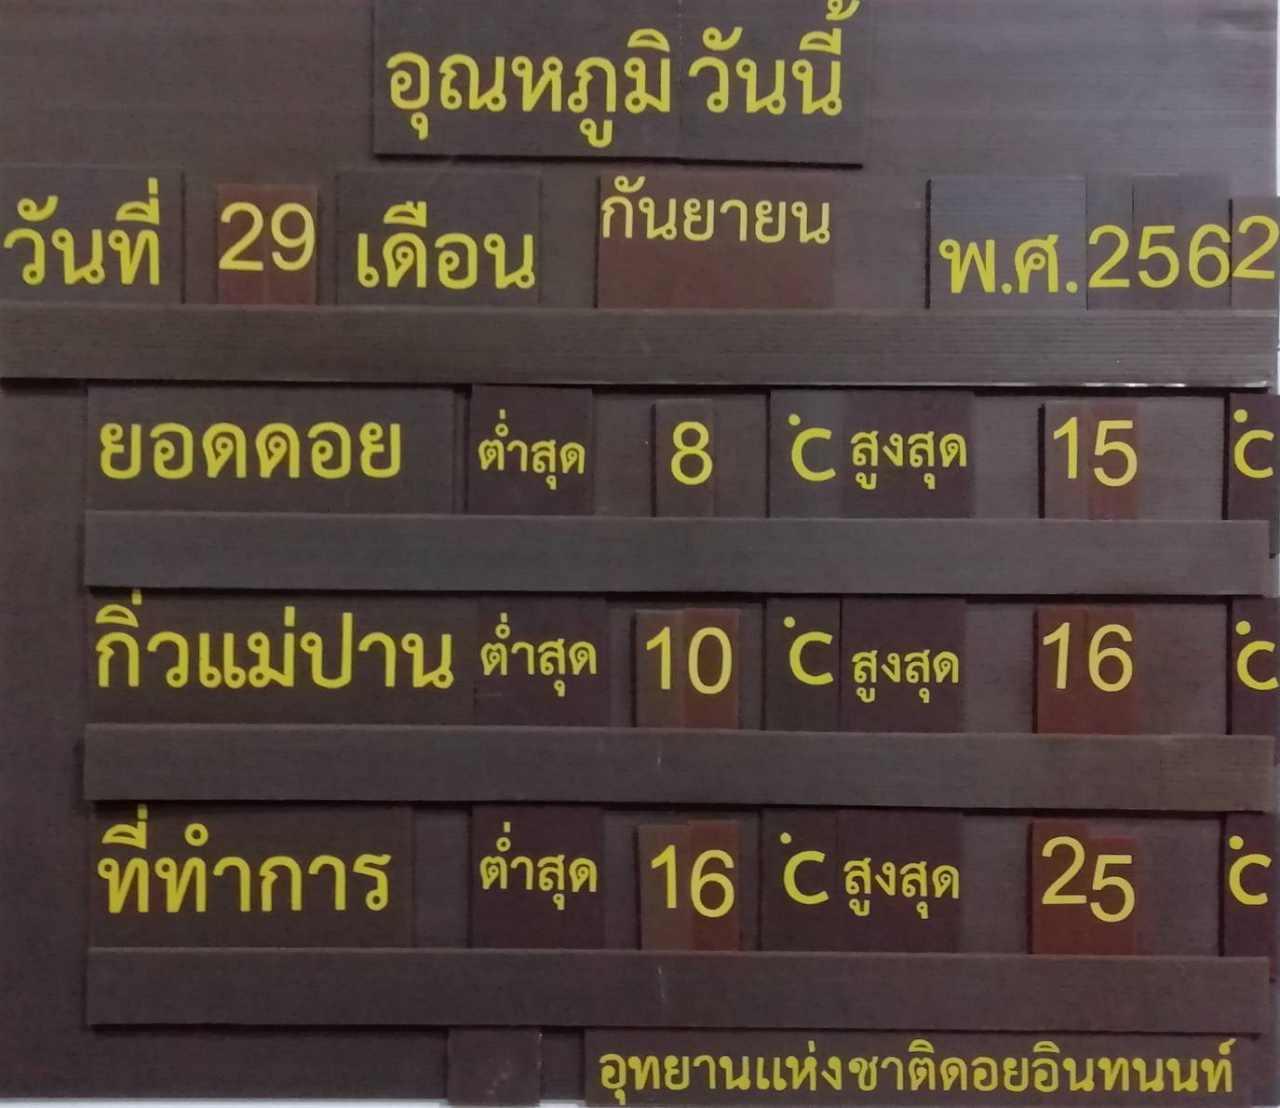 อุณหภูมิ วันนี้
วันที่ 29 เดือน กันยายน พ.ศ. 2562
ยอดดอย ต่ำสุด 8 °C สูงสุด 15 °C
กิ่วแม่ปาน ต่ำสุด 10 °C สูงสุด 16 °C
ที่ทำการ ต่ำสุด 16 °C สูงสุด 25 °C
อุทยานแห่งชาติดอยอินทนนท์